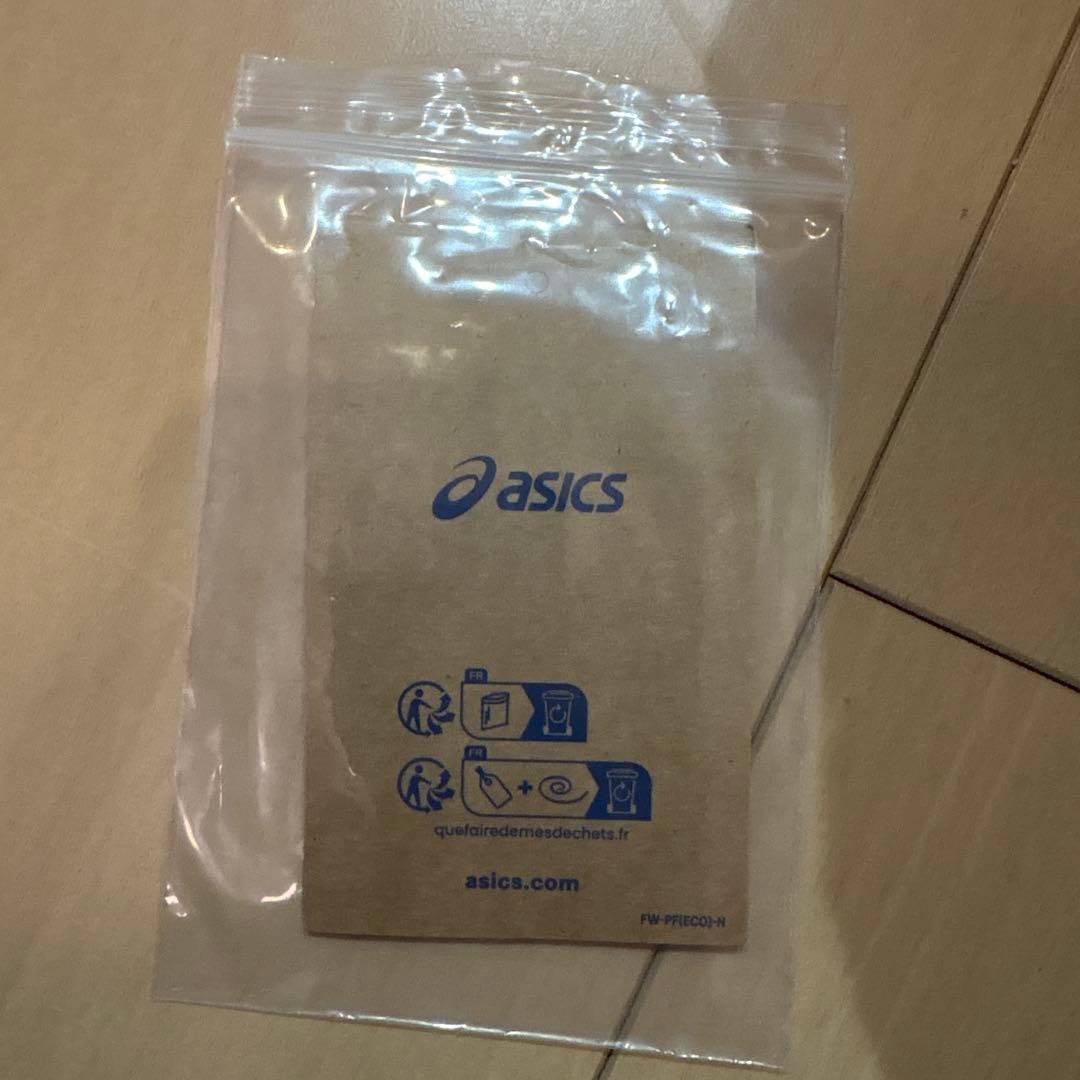 asics
FR
FR
+
quefairedemesdechets.fr
asics.com
FW-PF(ECO)-N